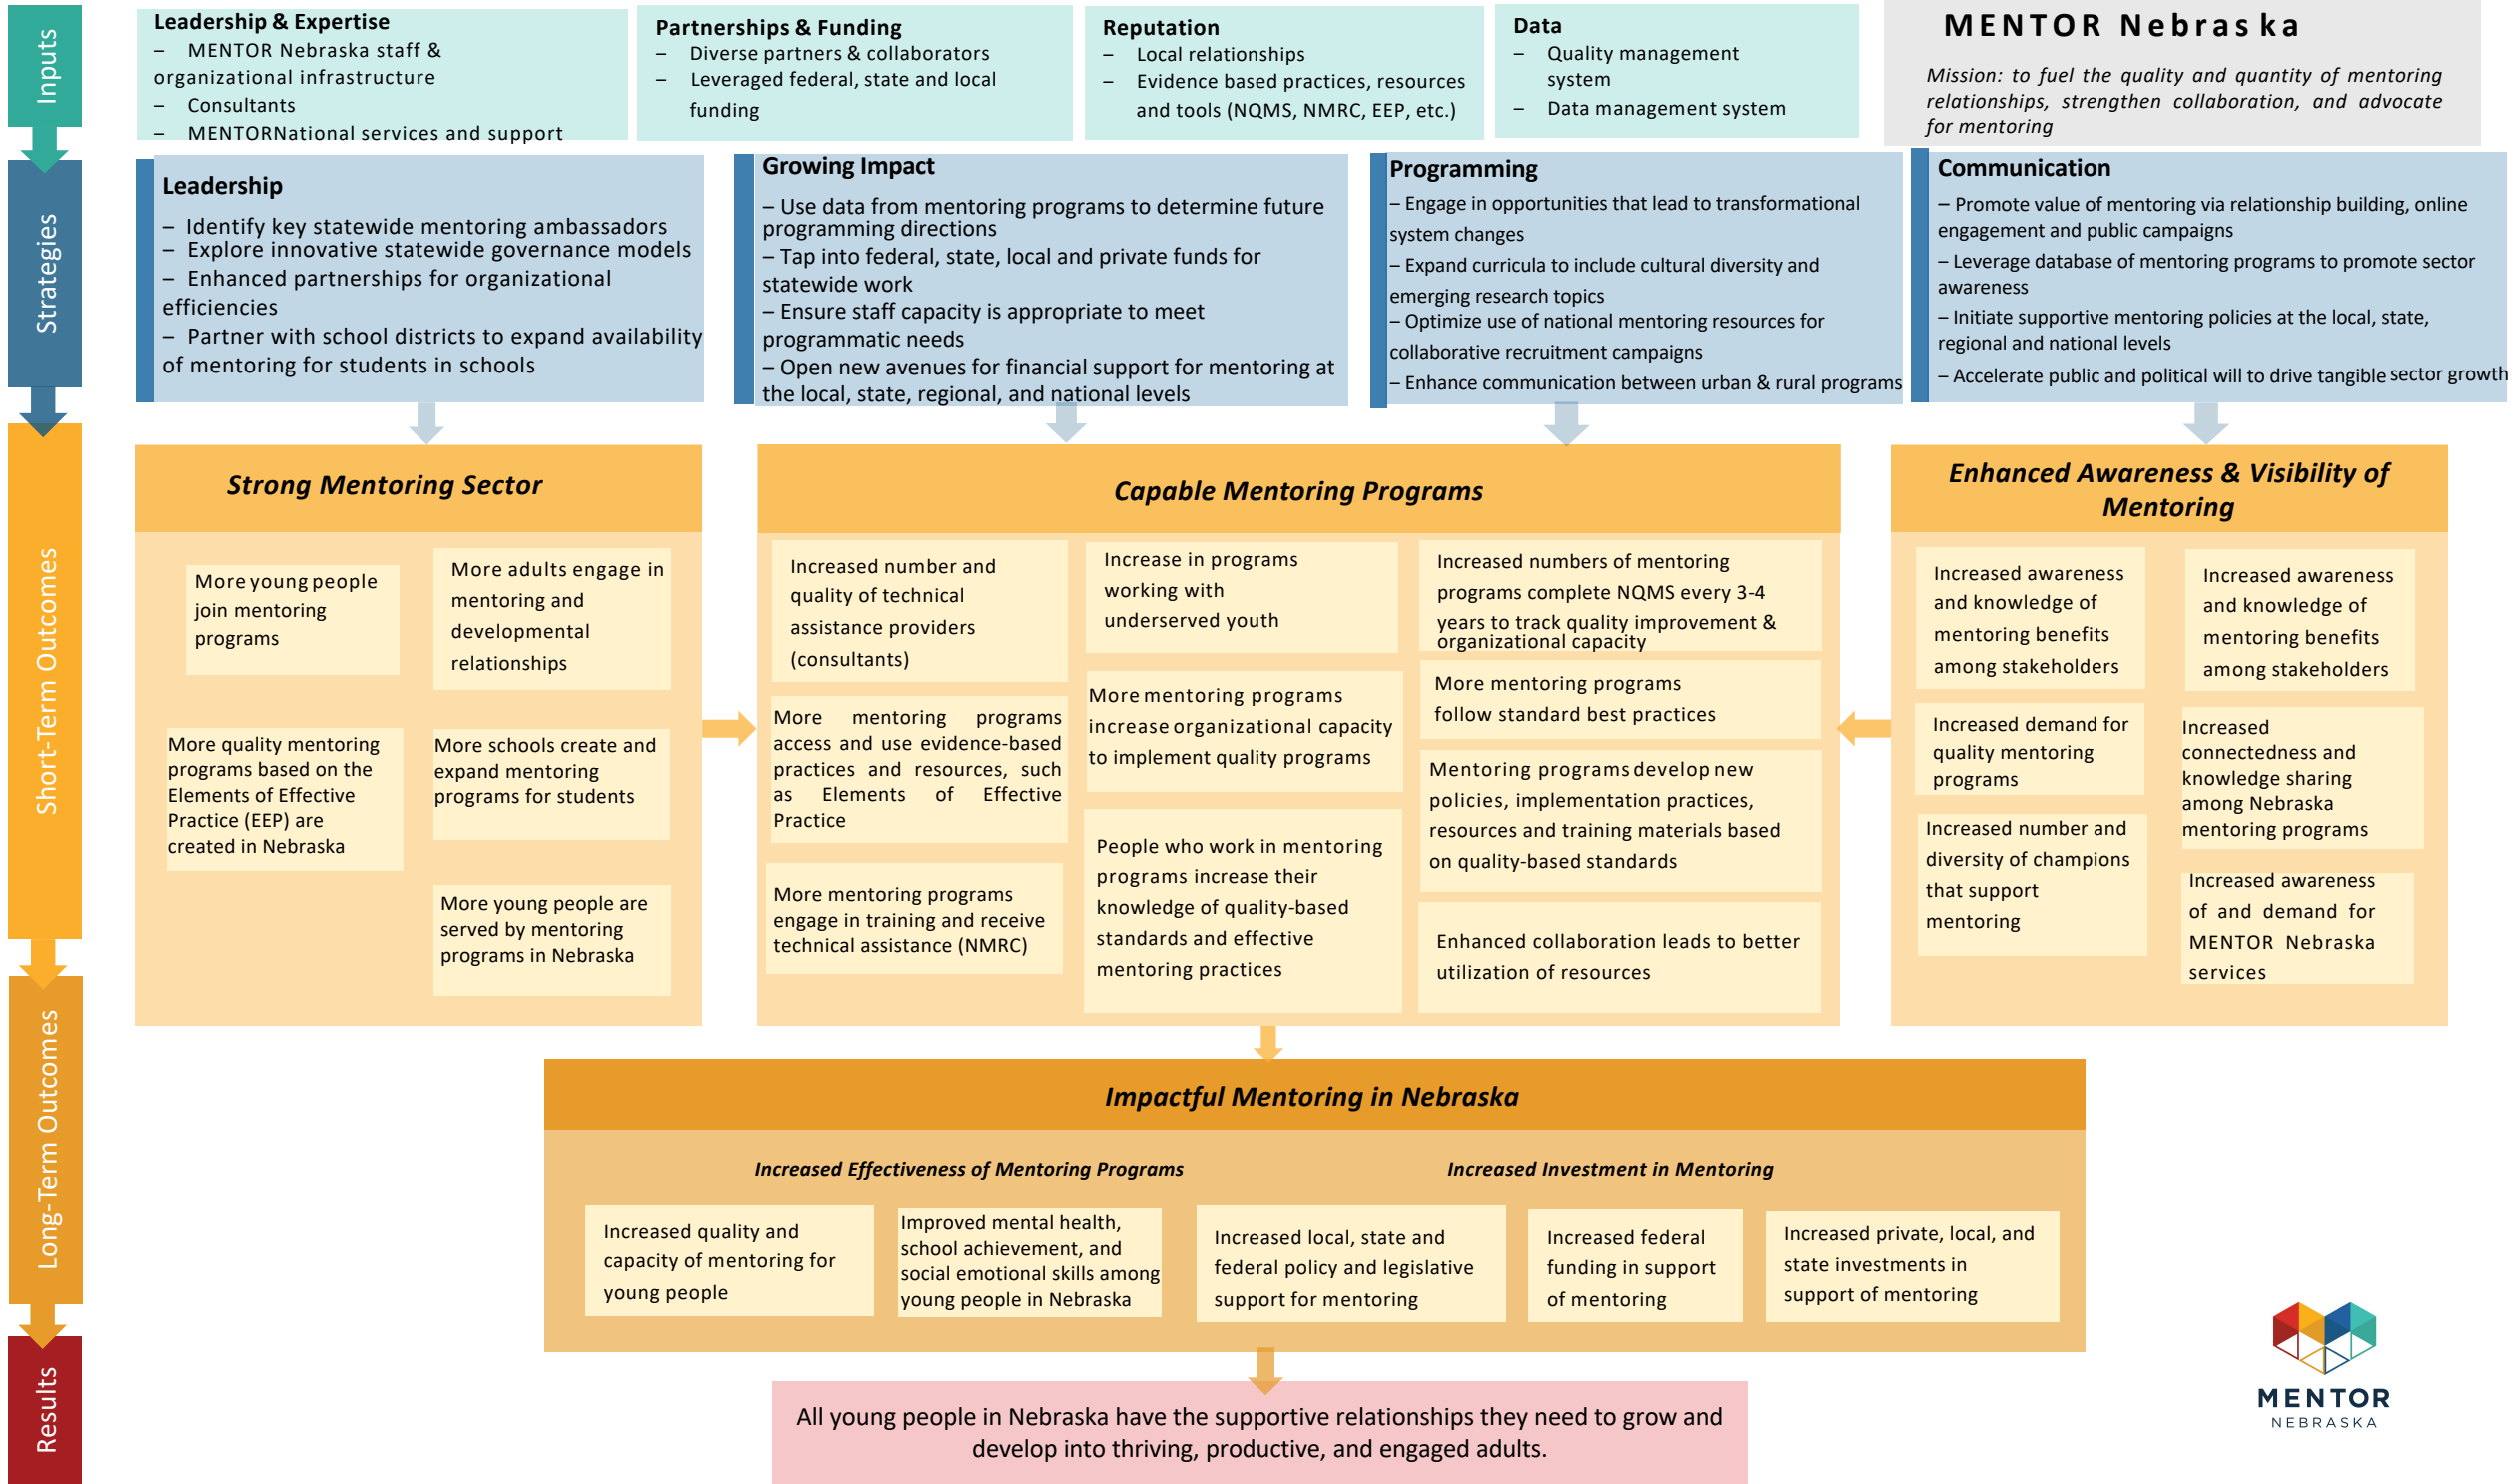 Inputs
Leadership & Expertise
– MENTOR Nebraska staff &
organizational infrastructure
– Consultants
– MENTORNational services and support
Partnerships & Funding
– Diverse partners & collaborators
– Leveraged federal, state and local
funding
Reputation
– Local relationships
– Evidence based practices, resources
and tools (NQMS, NMRC, EEP, etc.)
Data
– Quality management
system
– Data management system
MENTOR Nebraska
Mission: to fuel the quality and quantity of mentoring
relationships, strengthen collaboration, and advocate
for mentoring
Strategies
Leadership
– Identify key statewide mentoring ambassadors
– Explore innovative statewide governance models
– Enhanced partnerships for organizational
efficiencies
– Partner with school districts to expand availability
of mentoring for students in schools
Growing Impact
– Use data from mentoring programs to determine future
programming directions
– Tap into federal, state, local and private funds for
statewide work
– Ensure staff capacity is appropriate to meet
programmatic needs
– Open new avenues for financial support for mentoring at
the local, state, regional, and national levels
Programming
– Engage in opportunities that lead to transformational
system changes
– Expand curricula to include cultural diversity and
emerging research topics
– Optimize use of national mentoring resources for
collaborative recruitment campaigns
– Enhance communication between urban & rural programs
Communication
– Promote value of mentoring via relationship building, online
engagement and public campaigns
– Leverage database of mentoring programs to promote sector
awareness
– Initiate supportive mentoring policies at the local, state,
regional and national levels
– Accelerate public and political will to drive tangible sector growth
Short-Term Outcomes
Strong Mentoring Sector
More young people
join mentoring
programs
More adults engage in
mentoring and
developmental
relationships
More quality mentoring
programs based on the
Elements of Effective
Practice (EEP) are
created in Nebraska
More schools create and
expand mentoring
programs for students
More young people are
served by mentoring
programs in Nebraska
Capable Mentoring Programs
Increased number and
quality of technical
assistance providers
(consultants)
More mentoring programs
access and use evidence-based
practices and resources, such
as Elements of Effective
Practice
More mentoring programs
engage in training and receive
technical assistance (NMRC)
Increase in programs
working with
underserved youth
More mentoring programs
increase organizational capacity
to implement quality programs
People who work in mentoring
programs increase their
knowledge of quality-based
standards and effective
mentoring practices
Increased numbers of mentoring
programs complete NQMS every 3-4
years to track quality improvement &
organizational capacity
More mentoring programs
follow standard best practices
Mentoring programs develop new
policies, implementation practices,
resources and training materials based
on quality-based standards
Enhanced collaboration leads to better
utilization of resources
Enhanced Awareness & Visibility of
Mentoring
Increased awareness
and knowledge of
mentoring benefits
among stakeholders
Increased demand for
quality mentoring
programs
Increased number and
diversity of champions
that support
mentoring
Increased awareness
and knowledge of
mentoring benefits
among stakeholders
Increased
connectedness and
knowledge sharing
among Nebraska
mentoring programs
Increased awareness
of and demand for
MENTOR Nebraska
services
Long-Term Outcomes
Impactful Mentoring in Nebraska
Increased Effectiveness of Mentoring Programs
Increased quality and
capacity of mentoring for
young people
Improved mental health,
school achievement, and
social emotional skills among
young people in Nebraska
Increased Investment in Mentoring
Increased local, state and
federal policy and legislative
support for mentoring
Increased federal
funding in support
of mentoring
Increased private, local, and
state investments in
support of mentoring
Results
All young people in Nebraska have the supportive relationships they need to grow and
develop into thriving, productive, and engaged adults.
MENTOR
NEBRASKA